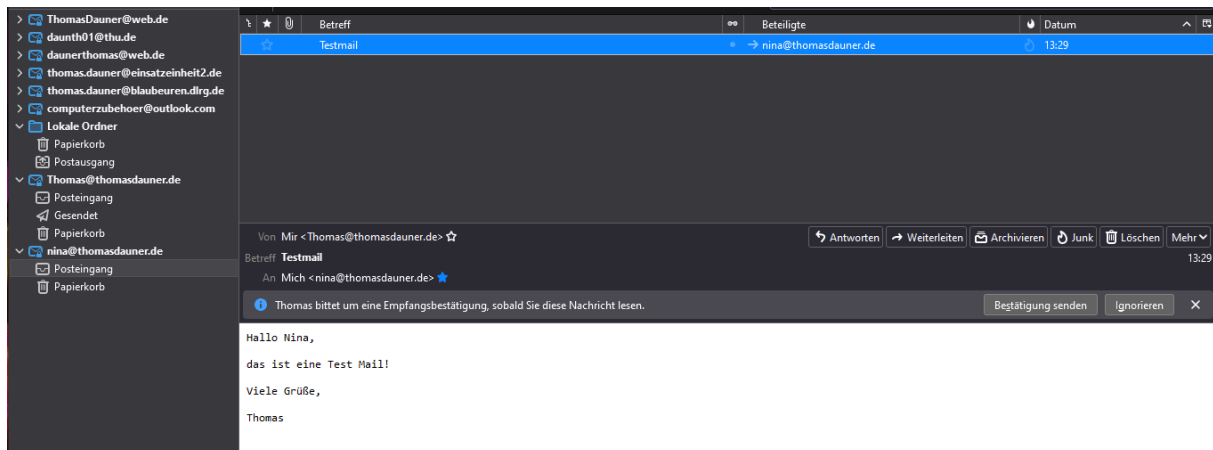 ThomasDauner@web.de
daunth01@thu.de
daunerthomas@web.de
thomas.dauner@einsatzeinheit2.de
thomas.dauner@blaubeuren.dlrg.de
computerzubehoer@outlook.com
Lokale Ordner
Papierkorb
Postausgang
Thomas@thomasdauner.de
Posteingang
Gesendet
Papierkorb
nina@thomasdauner.de
Posteingang
Papierkorb
Betreff Beteiligte Datum
Testmail nina@thomasdauner.de 13:29
Von Mir <Thomas@thomasdauner.de> Antworten Weiterleiten Archivieren Junk Löschen Mehr
Betreff Testmail 13:29
An Mich <nina@thomasdauner.de>
Thomas bittet um eine Empfangsbestätigung, sobald Sie diese Nachricht lesen. Bestätigung senden Ignorieren
Hallo Nina,
das ist eine Test Mail!
Viele Grüße,
Thomas